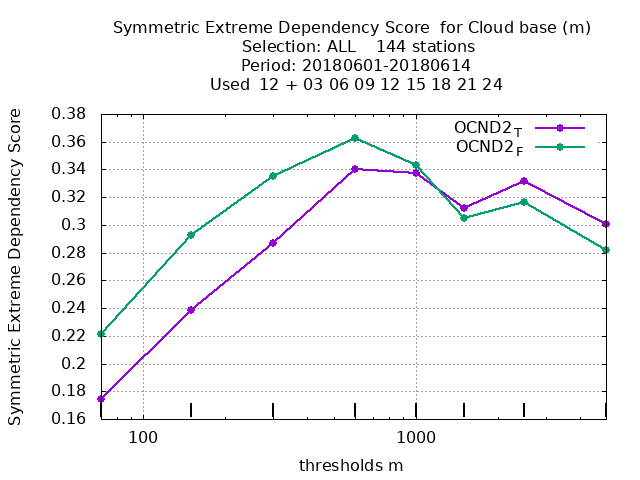 Symmetric Extreme Dependency Score  for Cloud base (m)
Selection: ALL    144 stations
Period: 20180601-20180614
Used  12 + 03 06 09 12 15 18 21 24
Symmetric Extreme Dependency Score
0.38
0.36
0.34
0.32
0.3
0.28
0.26
0.24
0.22
0.2
0.18
0.16
OCND2T
OCND2F
100
1000
thresholds m